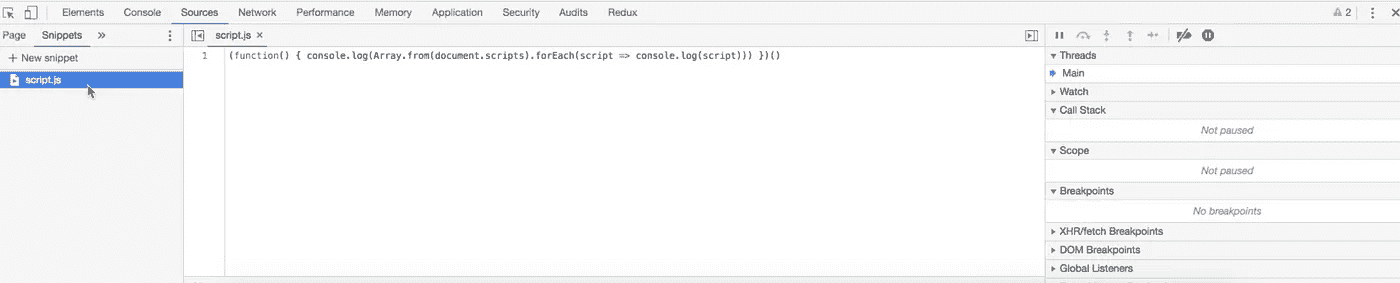 Elements Console Sources Network Performance Memory Application Security Audits Redux 2
Page Snippets »
+ New snippet
script.js
script.js ×
1 (function() { console.log(Array.from(document.scripts).forEach(script => console.log(script))) })()
Threads
Main
Watch
Call Stack
Not paused
Scope
Not paused
Breakpoints
No breakpoints
XHR/fetch Breakpoints
DOM Breakpoints
Global Listeners